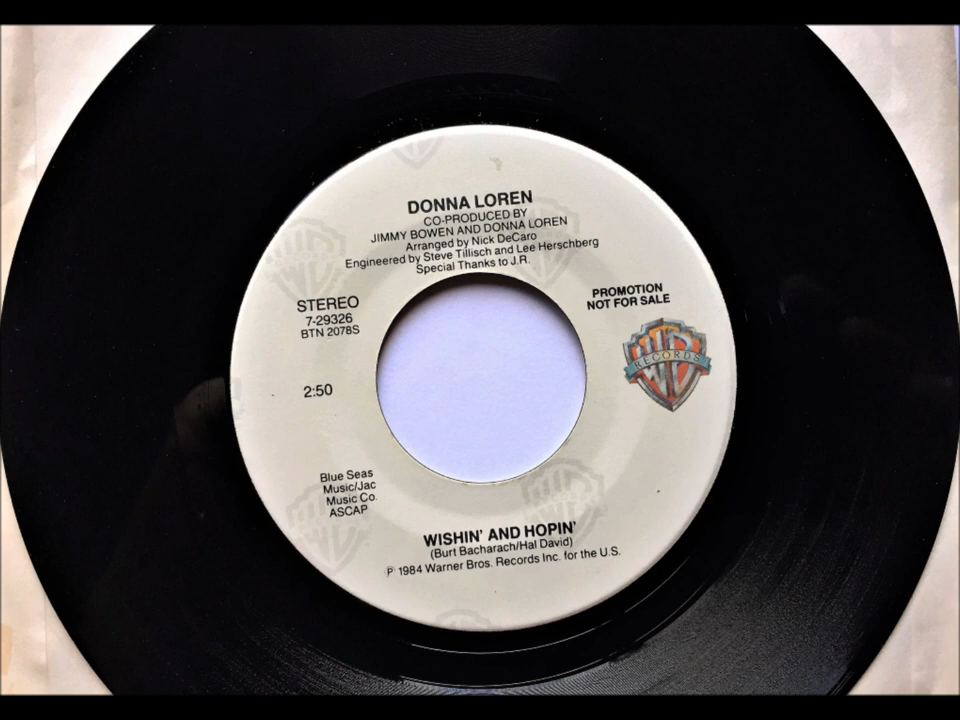 DONNA LOREN
CO-PRODUCED BY
JIMMY BOWEN AND DONNA LOREN
Arranged by Nick DeCaro
Engineered by Steve Tillisch and Lee Herschberg
Special Thanks to J.R.
STEREO
7-29326
BTN 2078S
PROMOTION
NOT FOR SALE
RECORDS
2:50
Blue Seas
Music/Jac
Music Co.
ASCAP
WISHIN' AND HOPIN'
(Burt Bacharach/Hal David)
℗ 1984 Warner Bros. Records Inc. for the U.S.